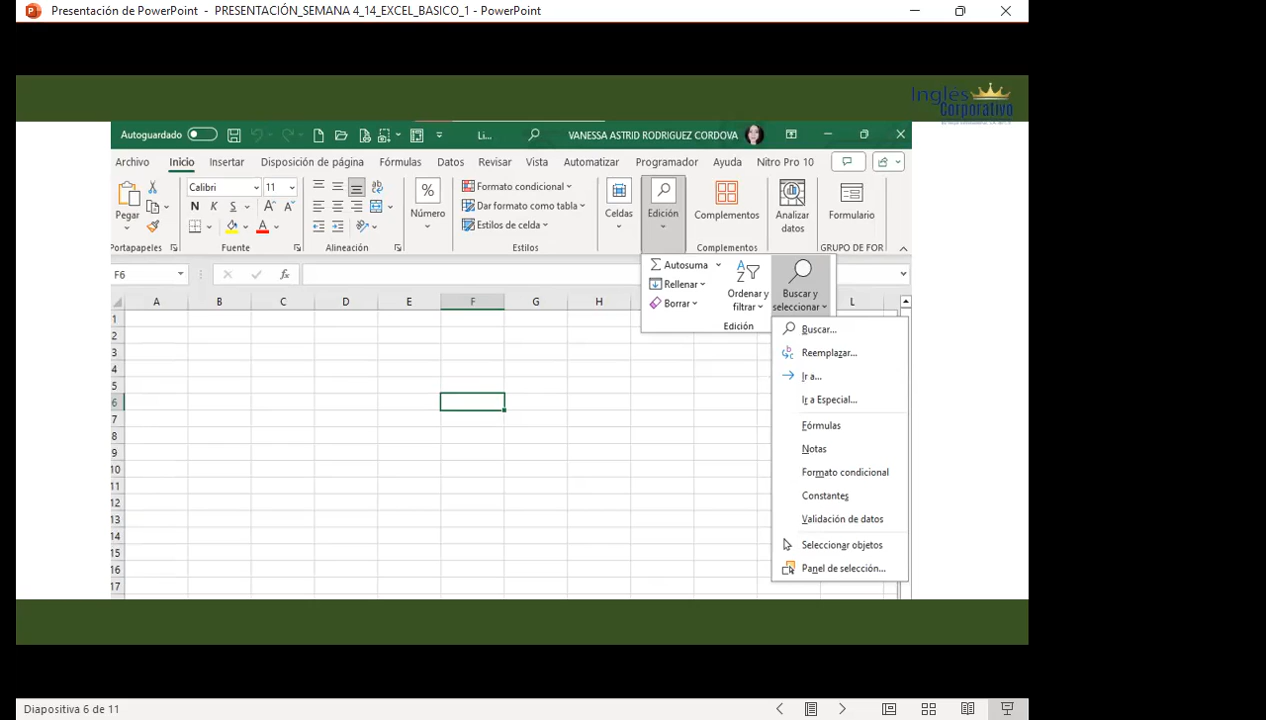 Presentación de PowerPoint - PRESENTACIÓN_SEMANA 4_14_EXCEL_BASICO_1 - PowerPoint
Inglés
Corporativo
Autoguardado Li... VANESSA ASTRID RODRIGUEZ CORDOVA
Archivo Inicio Insertar Disposición de página Fórmulas Datos Revisar Vista Automatizar Programador Ayuda Nitro Pro 10
Pegar
Calibri 11
N K S A A
ab
%
Número
Formato condicional
Dar formato como tabla
Estilos de celda
Celdas
Edición
Complementos
Analizar
datos
Formulario
Portapapeles Fuente Alineación Estilos Complementos GRUPO DE FOR
F6 fx
Autosuma
Rellenar
Borrar
Ordenar y
filtrar
Buscar y
seleccionar
Edición
A B C D E F G H L
1
2
3
4
5
6
7
8
9
10
11
12
13
14
15
16
17
Buscar...
Reemplazar...
Ir a...
Ir a Especial...
Fórmulas
Notas
Formato condicional
Constantes
Validación de datos
Seleccionar objetos
Panel de selección...
Diapositiva 6 de 11